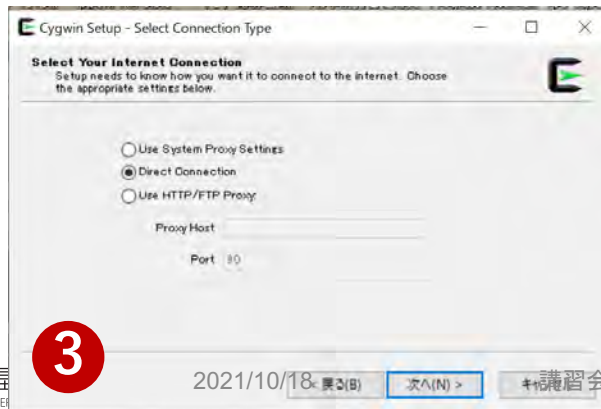 Cygwin Setup - Select Connection Type
Select Your Internet Connection
Setup needs to know how you want it to connect to the internet. Choose
the appropriate settings below.
Use System Proxy Settings
Direct Connection
Use HTTP/FTP Proxy:
Proxy Host
Port 80
3
2021/10/18
< 戻る(B)
次へ(N) >
講習会